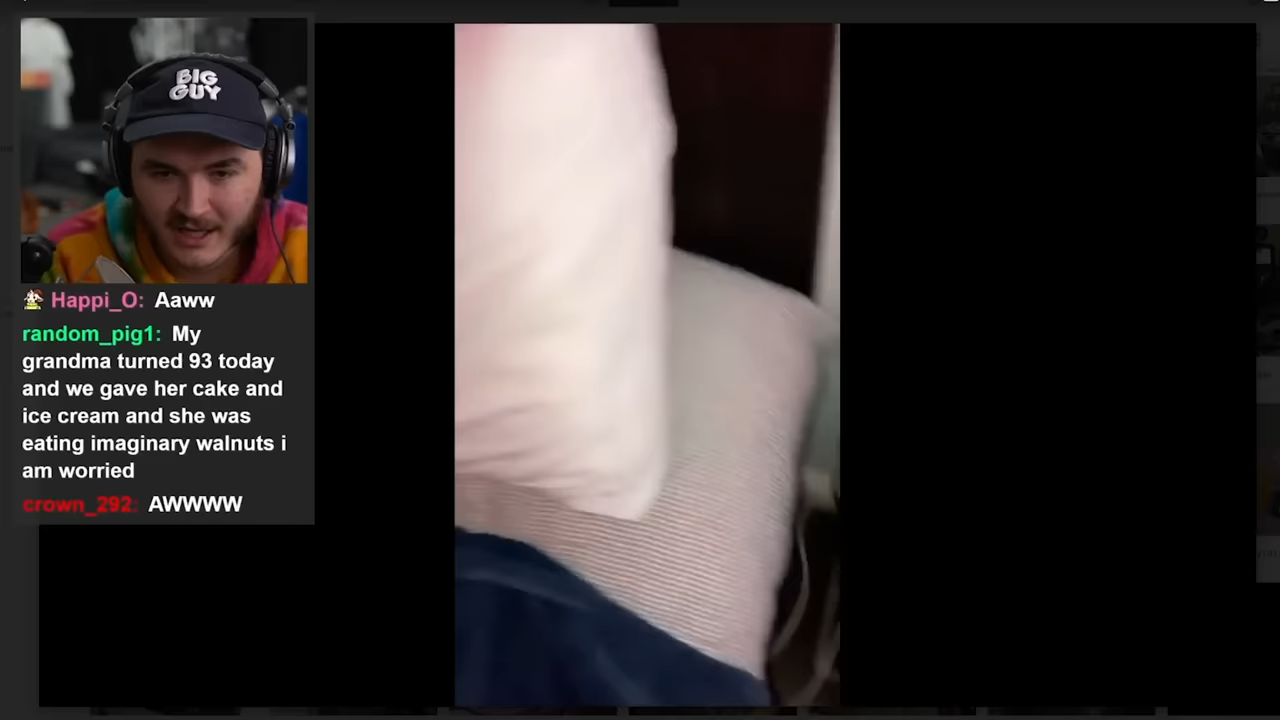 BIG
GUY
Happi_O: Aaww
random_pig1: My
grandma turned 93 today
and we gave her cake and
ice cream and she was
eating imaginary walnuts i
am worried
crown_292: AWWWW